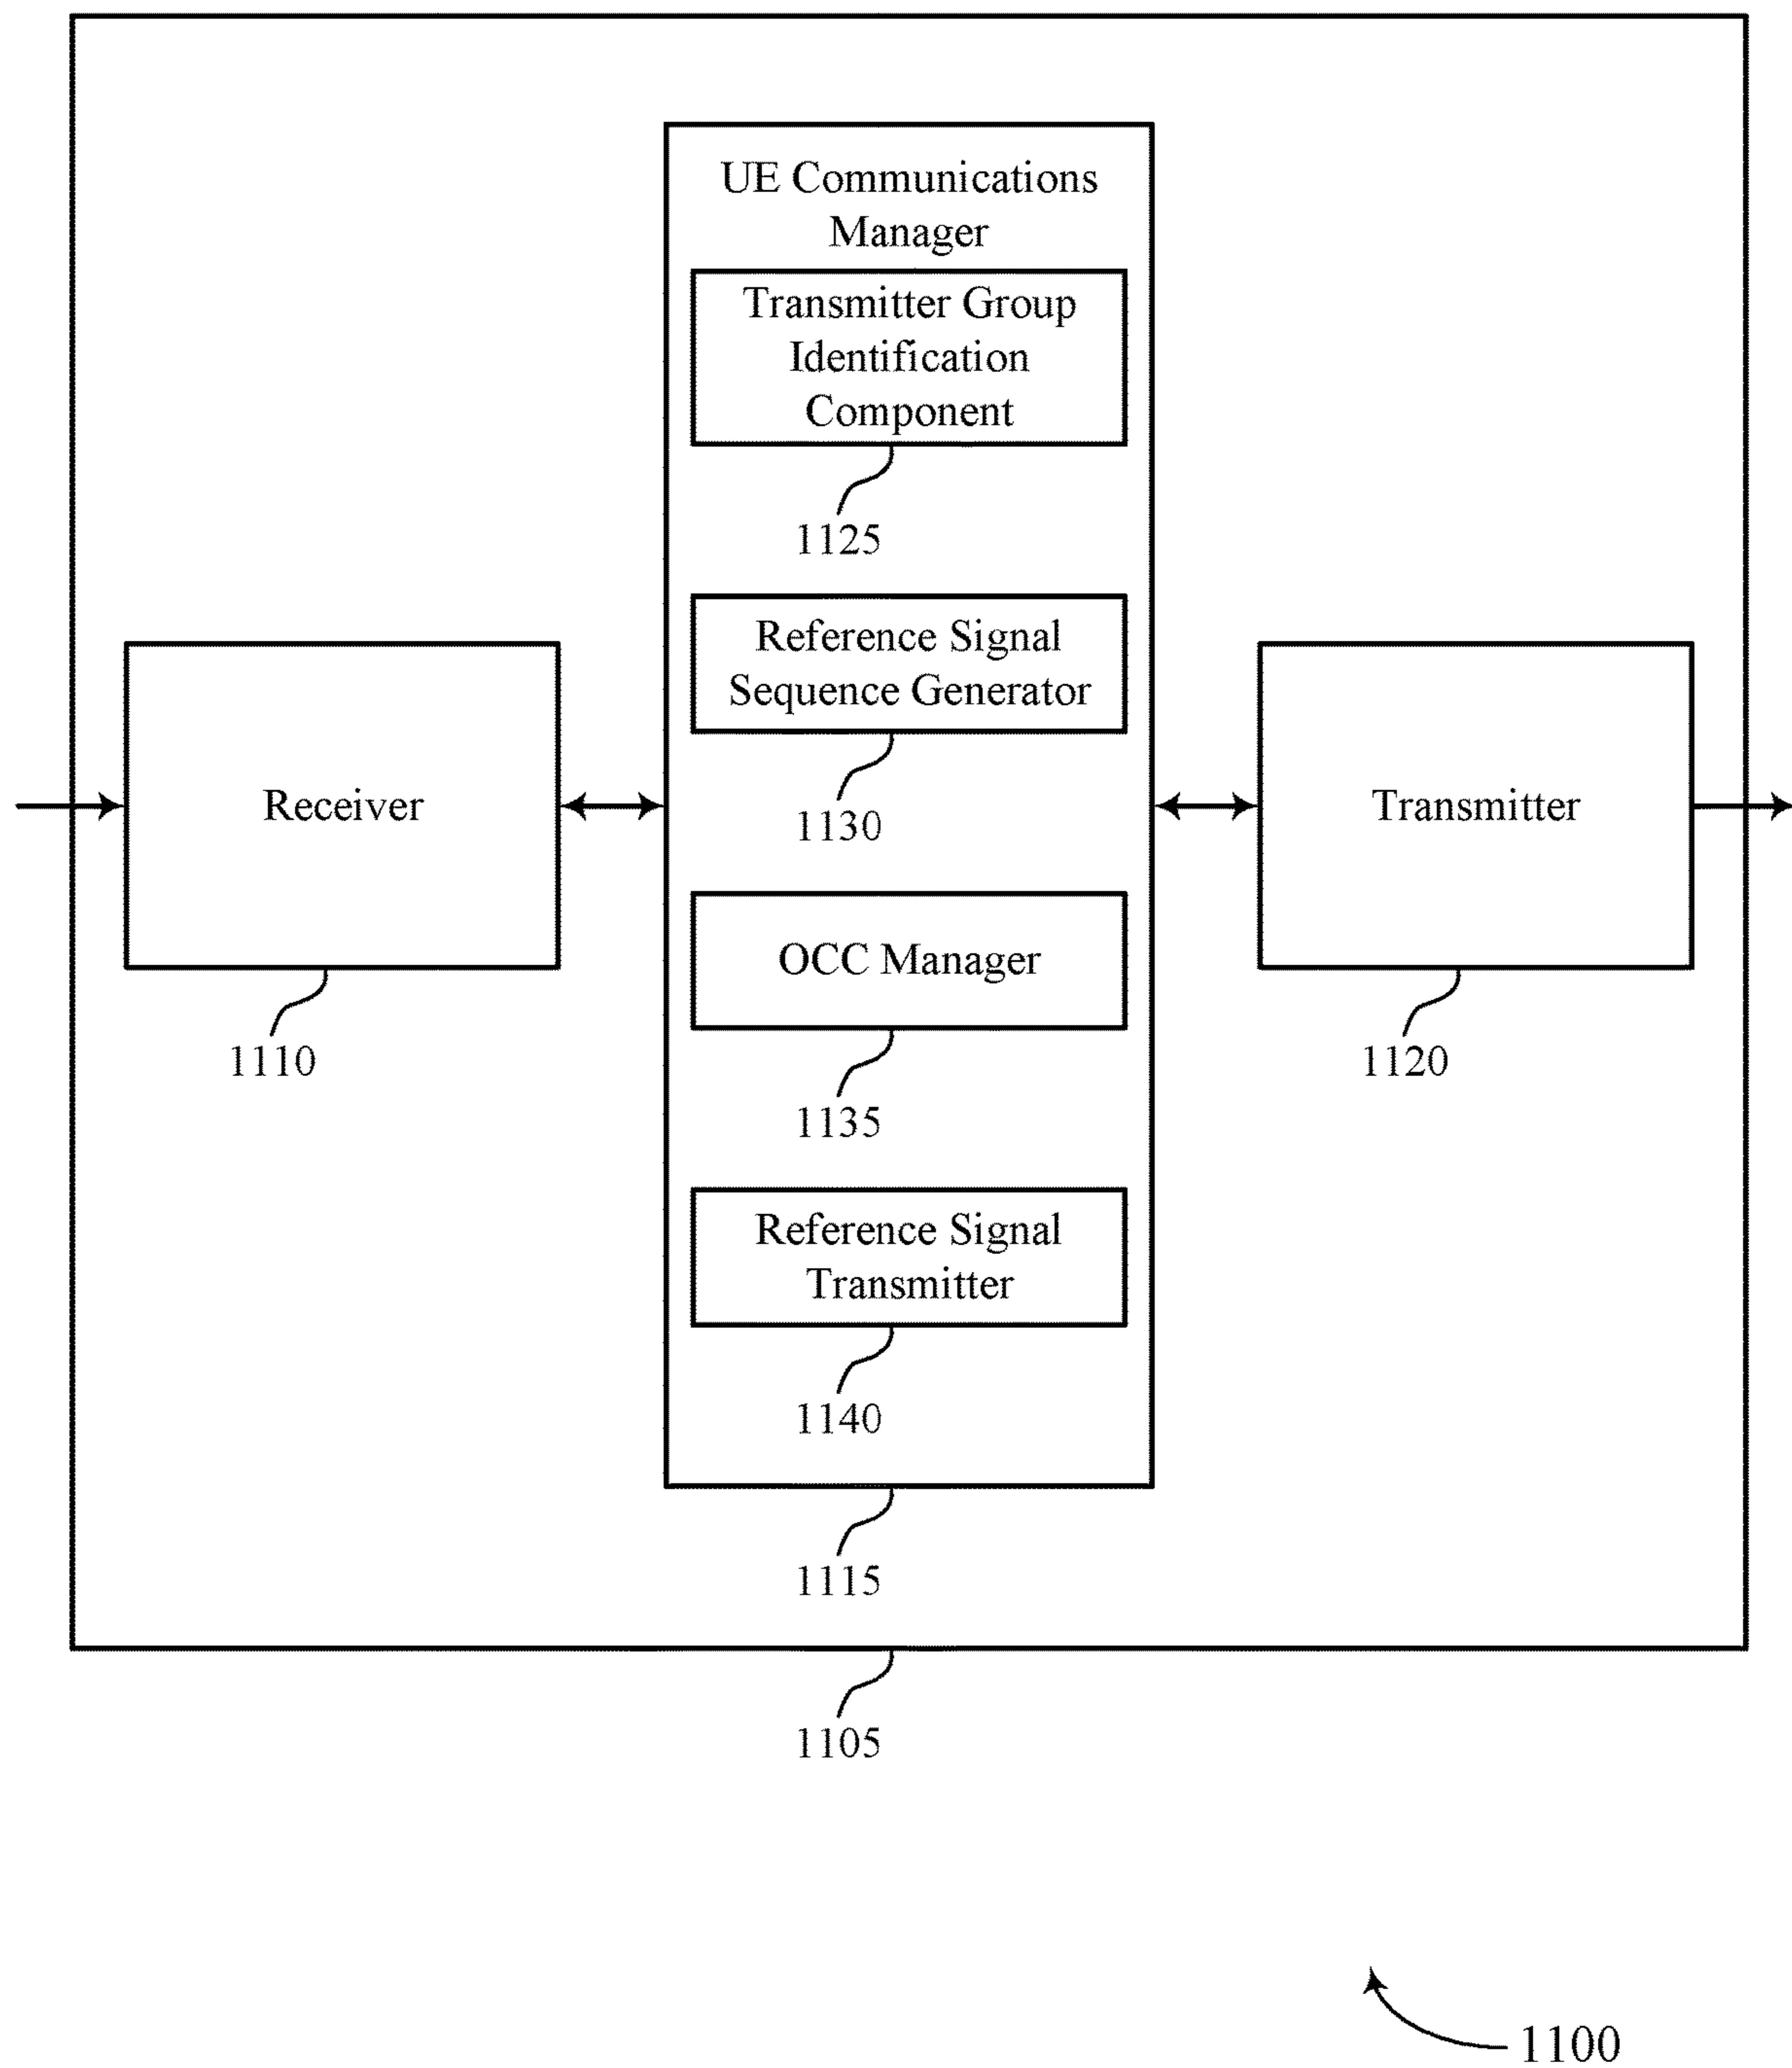 UE Communications
Manager
Transmitter Group
Identification
Component
1125
Reference Signal
Sequence Generator
1130
Receiver
Transmitter
OCC Manager
1110
1120
1135
Reference Signal
Transmitter
1140
1115
1105
1100